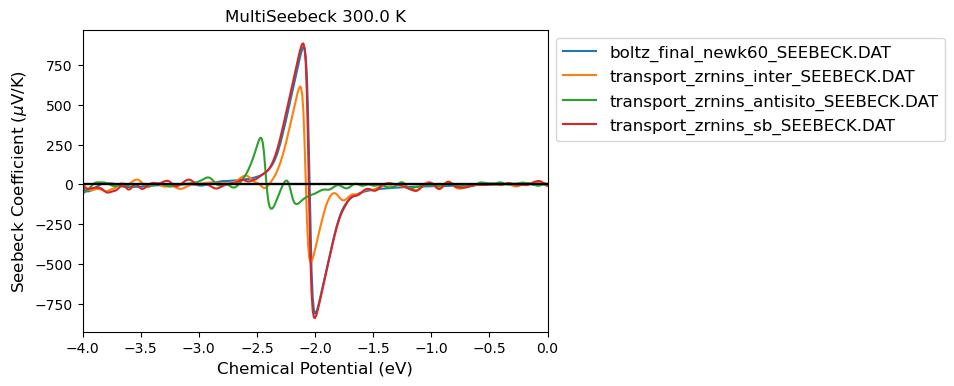 MultiSeebeck 300.0 K
boltz_final_newk60_SEEBECK.DAT
transport_zrnins_inter_SEEBECK.DAT
transport_zrnins_antisito_SEEBECK.DAT
transport_zrnins_sb_SEEBECK.DAT
Seebeck Coefficient (μV/K)
750
500
250
0
−250
−500
−750
−4.0 −3.5 −3.0 −2.5 −2.0 −1.5 −1.0 −0.5 0.0
Chemical Potential (eV)